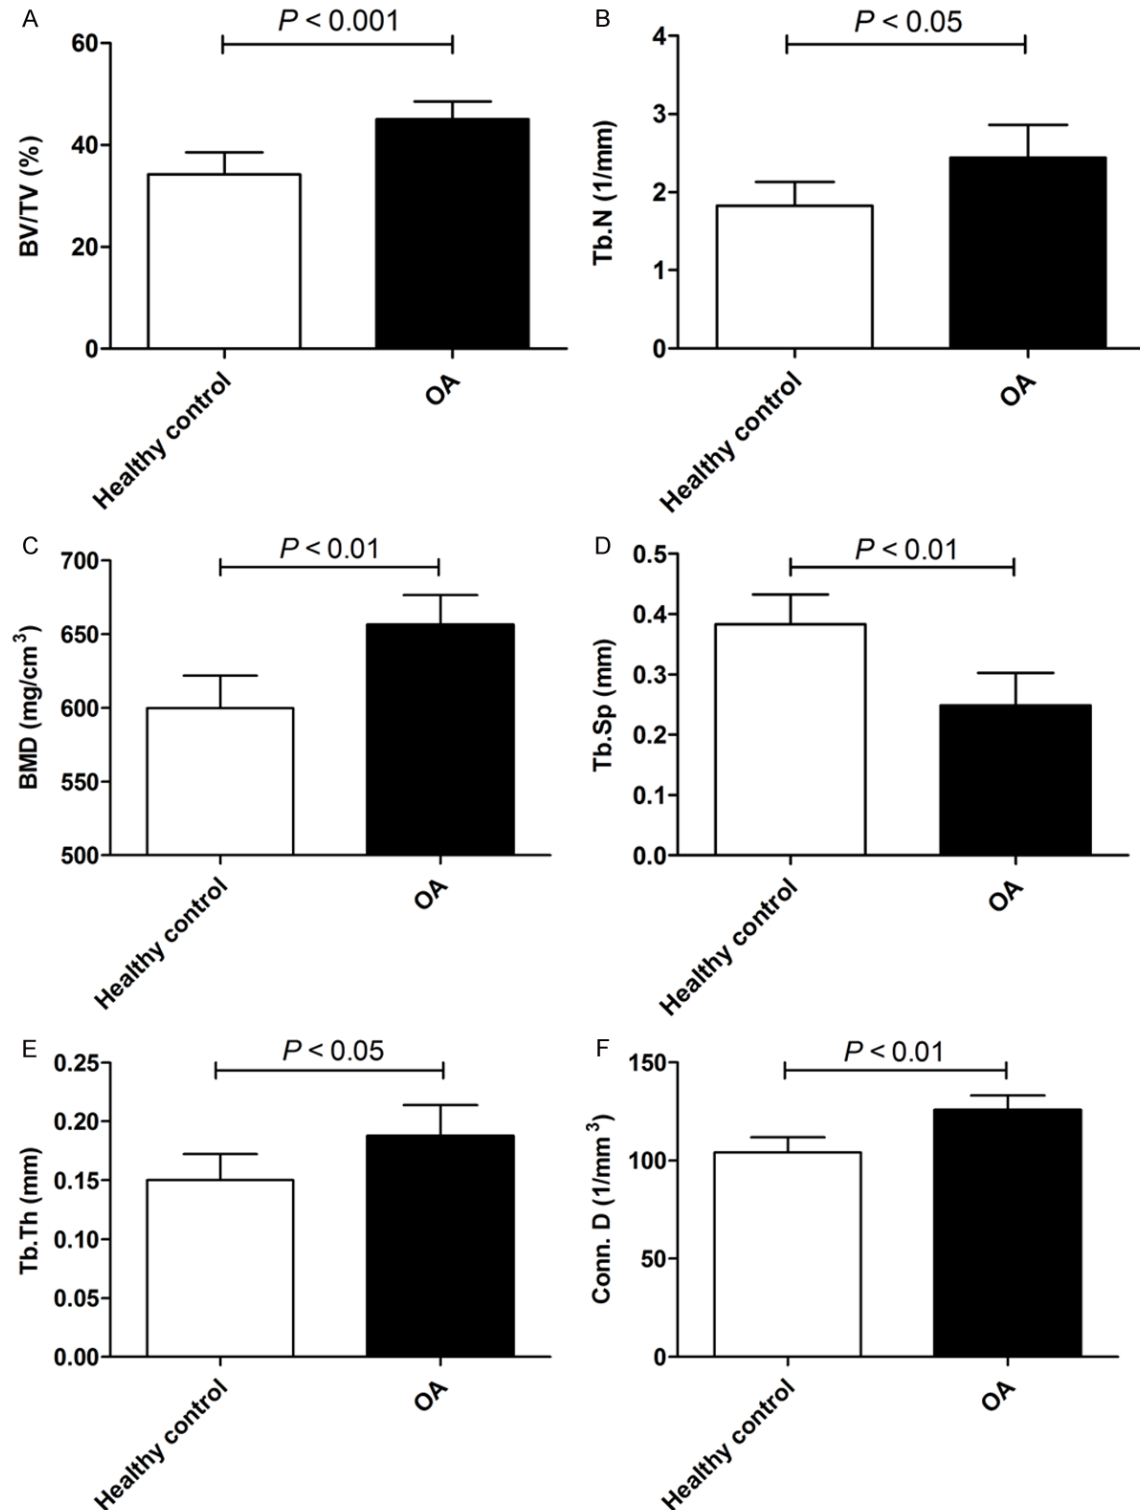 A
P < 0.001
BV/TV (%)
60
40
20
0
Healthy control
OA
B
P < 0.05
Tb.N (1/mm)
4
3
2
1
0
Healthy control
OA
C
P < 0.01
BMD (mg/cm³)
700
650
600
550
500
Healthy control
OA
D
P < 0.01
Tb.Sp (mm)
0.5
0.4
0.3
0.2
0.1
0.0
Healthy control
OA
E
P < 0.05
Tb.Th (mm)
0.25
0.20
0.15
0.10
0.05
0.00
Healthy control
OA
F
P < 0.01
Conn. D (1/mm³)
150
100
50
0
Healthy control
OA